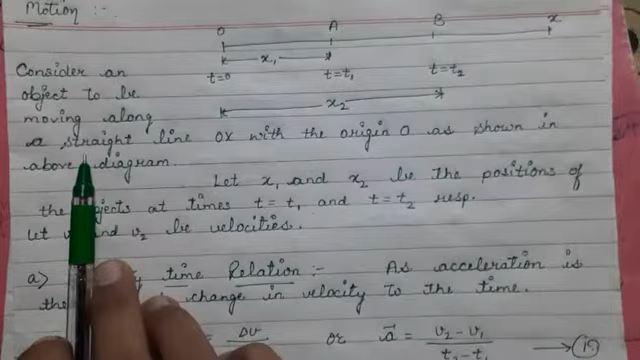 Motion :-
O A B x
x₁
Consider an t=0 t=t₁ t=t₂
object to be
moving along x₂
a straight line OX with the origin O as shown in
above diagram.
Let x₁ and x₂ be the positions of
the objects at times t = t₁ and t = t₂ resp.
Let and v₂ be velocities.
a) time Relation :- As acceleration is
the change in velocity to the time.
= Δv or a⃗ = v₂ - v₁ / t₂ - t₁